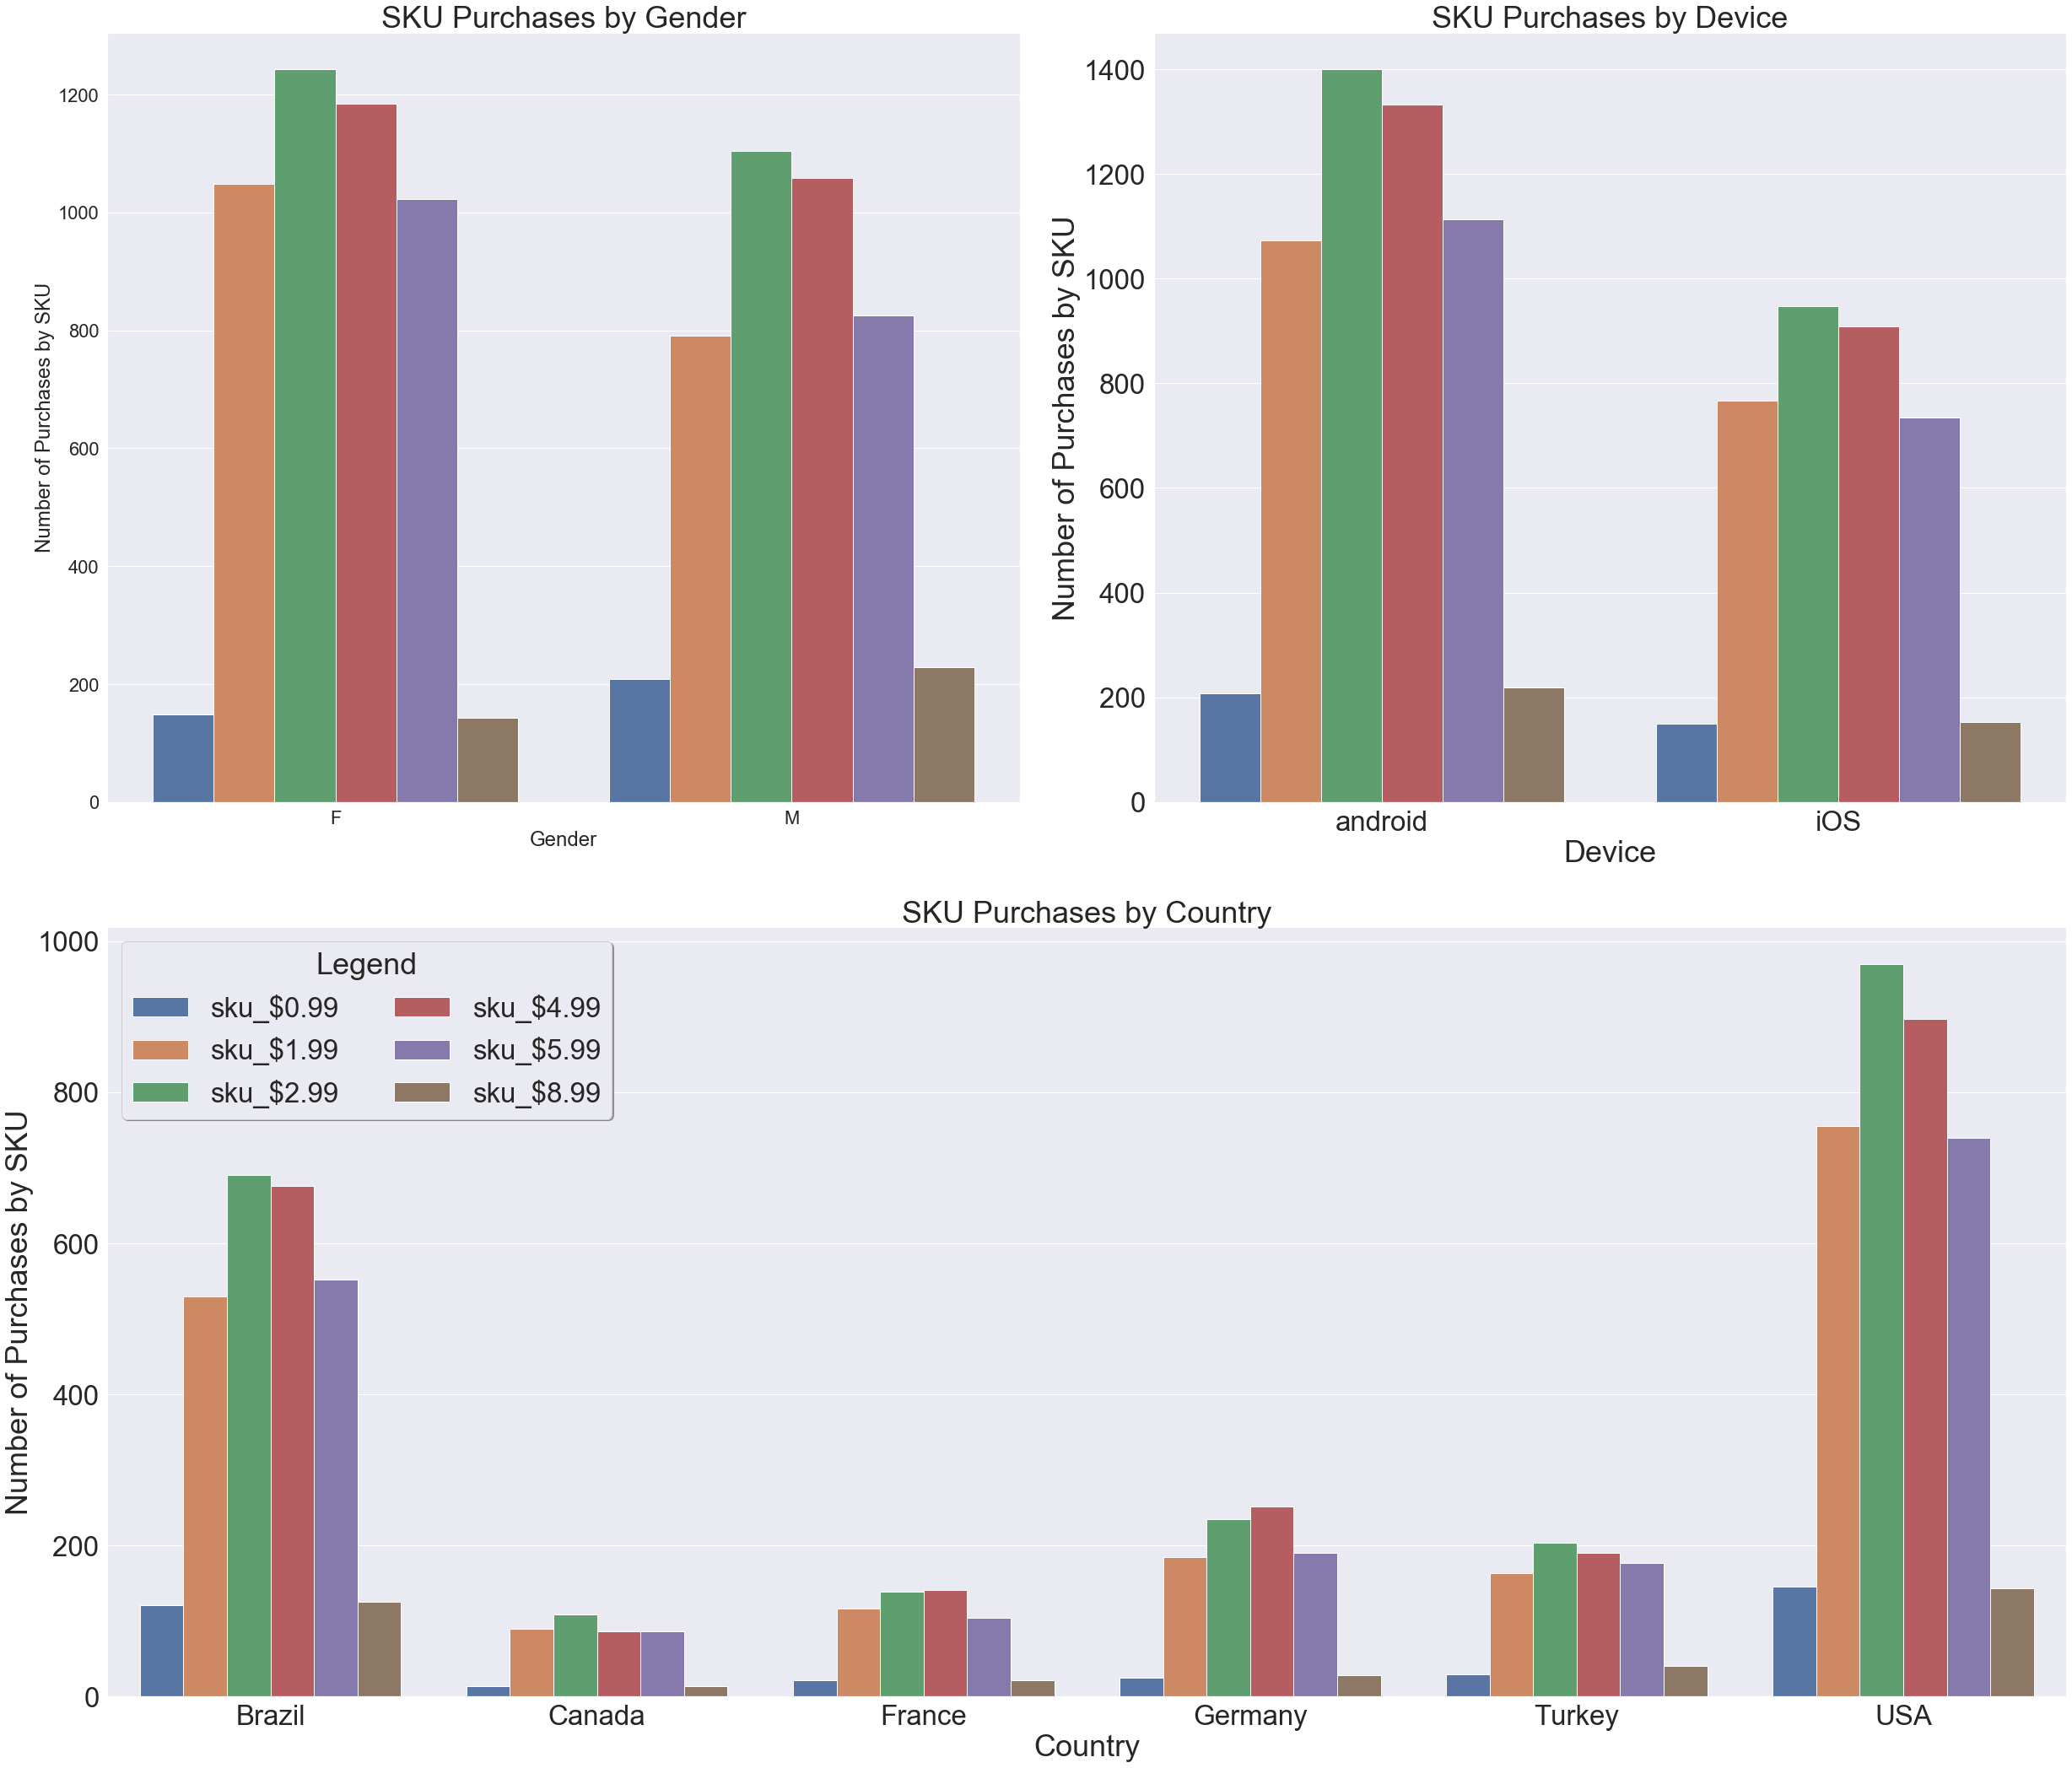 SKU Purchases by Gender
Number of Purchases by SKU
1200
1000
800
600
400
200
0
F
M
Gender
SKU Purchases by Device
Number of Purchases by SKU
1400
1200
1000
800
600
400
200
0
android
iOS
Device
SKU Purchases by Country
Number of Purchases by SKU
1000
800
600
400
200
0
Legend
sku_$0.99
sku_$1.99
sku_$2.99
sku_$4.99
sku_$5.99
sku_$8.99
Brazil
Canada
France
Germany
Turkey
USA
Country